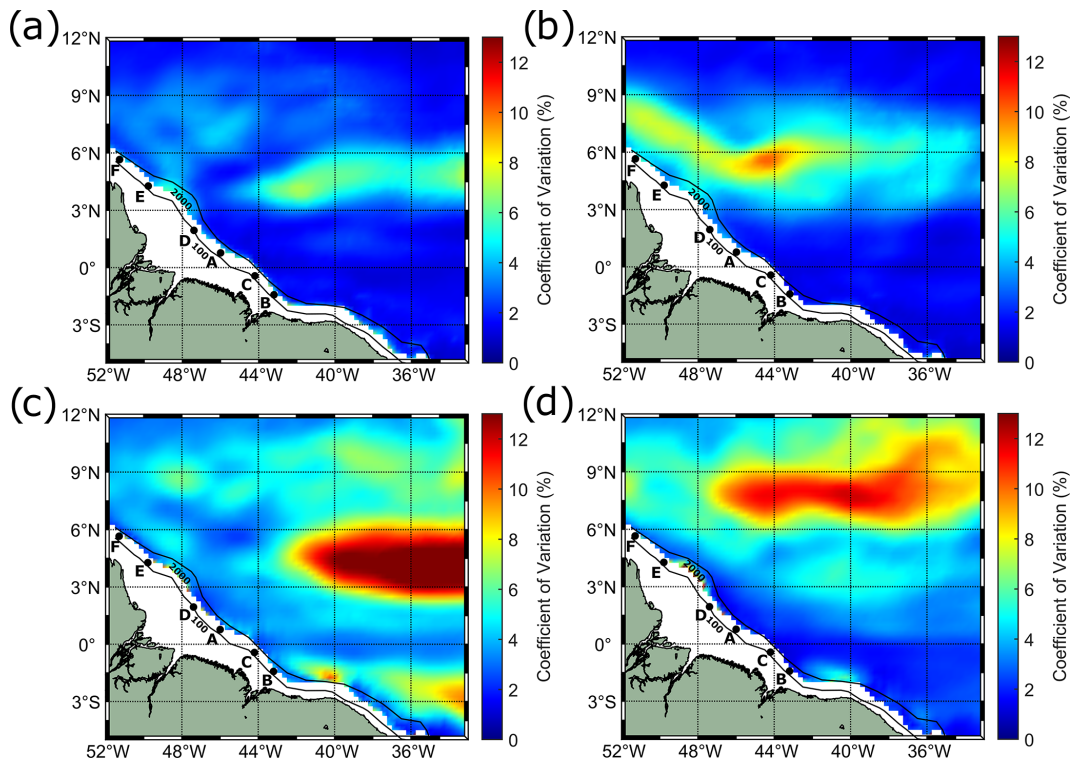 (a)
12°N
9°N
6°N
3°N
0°
3°S
52°W
48°W
44°W
40°W
36°W
F
E
D
A
C
B
2000
100
12
10
8
6
4
2
0
Coefficient of Variation (%)
(b)
12°N
9°N
6°N
3°N
0°
3°S
52°W
48°W
44°W
40°W
36°W
F
E
D
A
C
B
2000
100
12
10
8
6
4
2
0
Coefficient of Variation (%)
(c)
12°N
9°N
6°N
3°N
0°
3°S
52°W
48°W
44°W
40°W
36°W
F
E
D
A
C
B
2000
100
12
10
8
6
4
2
0
Coefficient of Variation (%)
(d)
12°N
9°N
6°N
3°N
0°
3°S
52°W
48°W
44°W
40°W
36°W
F
E
D
A
C
B
2000
100
12
10
8
6
4
2
0
Coefficient of Variation (%)